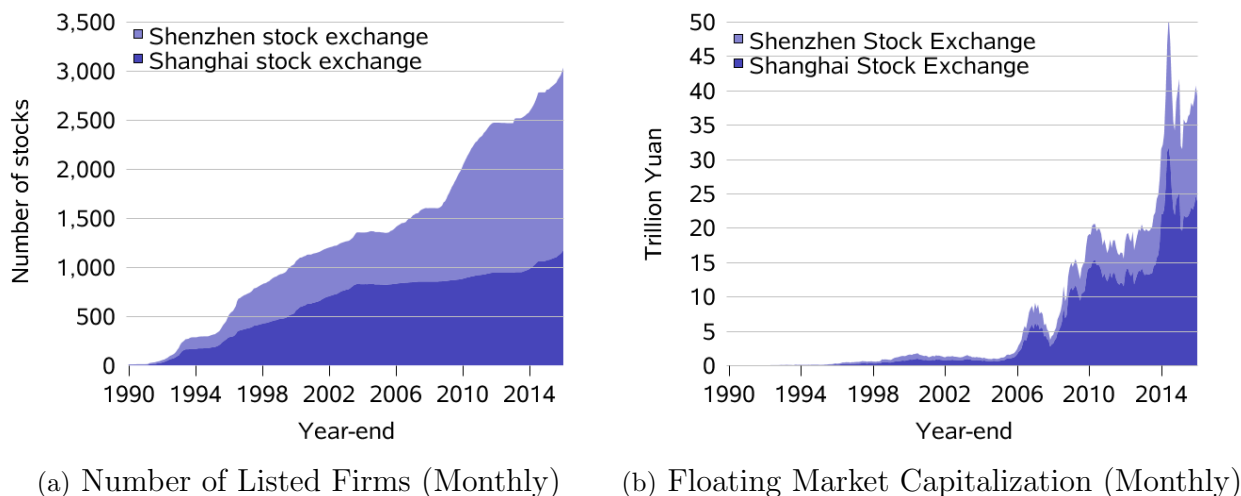 3,500
3,000
2,500
2,000
1,500
1,000
500
0
Number of stocks
Shenzhen stock exchange
Shanghai stock exchange
1990 1994 1998 2002 2006 2010 2014
Year-end
(a) Number of Listed Firms (Monthly)
50
45
40
35
30
25
20
15
10
5
0
Trillion Yuan
Shenzhen Stock Exchange
Shanghai Stock Exchange
1990 1994 1998 2002 2006 2010 2014
Year-end
(b) Floating Market Capitalization (Monthly)